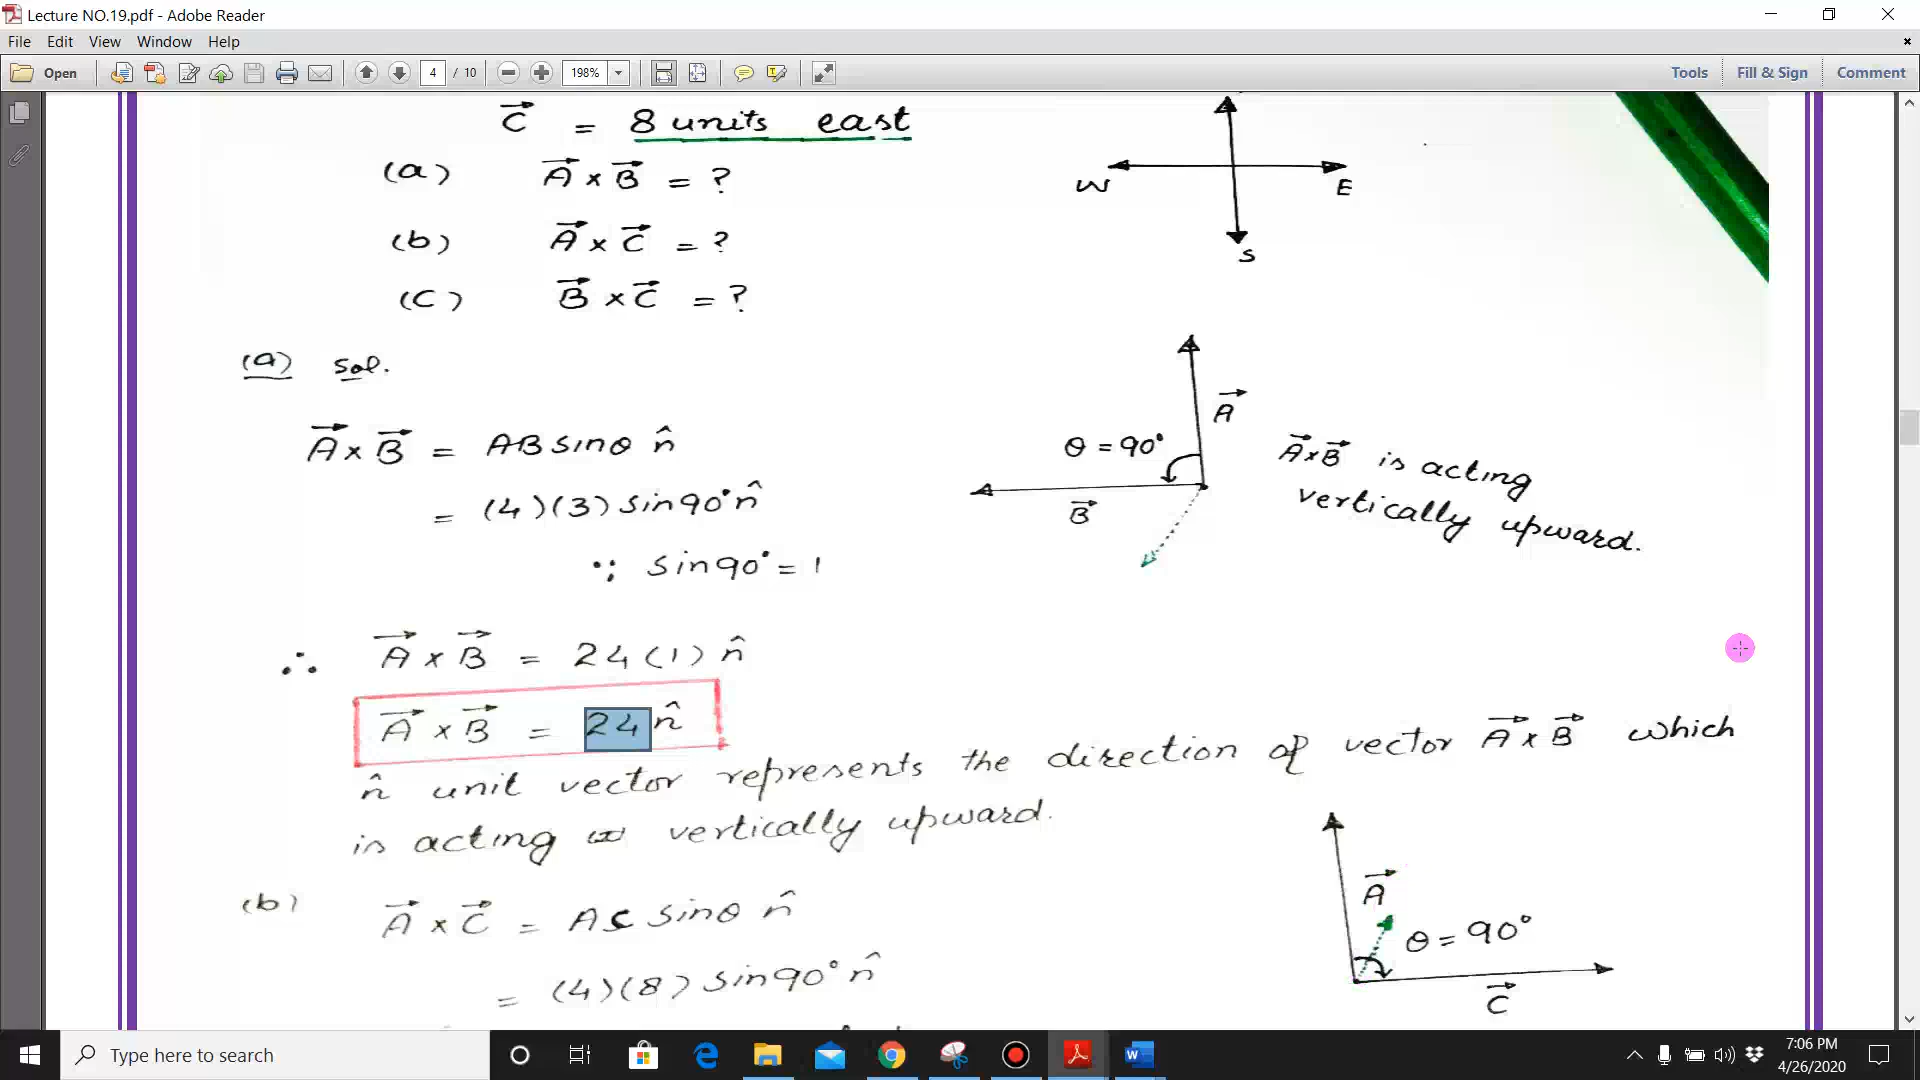 Lecture NO.19.pdf - Adobe Reader
File Edit View Window Help
Open 4 / 10 198% Tools Fill & Sign Comment
C⃗ = 8 units east
(a) A⃗ × B⃗ = ?
W E
(b) A⃗ × C⃗ = ?
S
(C) B⃗ × C⃗ = ?
(a) Sol.
A⃗
A⃗ × B⃗ = AB sinθ n̂
θ = 90°
A⃗×B⃗ is acting
vertically upward.
B⃗
= (4)(3) sin90° n̂
∵ sin90° = 1
∴ A⃗ × B⃗ = 24(1) n̂
A⃗ × B⃗ = 24 n̂
n̂ unit vector represents the direction of vector A⃗×B⃗ which
is acting vertically upward.
(b) A⃗ × C⃗ = AC sinθ n̂
A⃗
θ = 90°
= (4)(8) sin90° n̂
C⃗
Type here to search
7:06 PM
4/26/2020